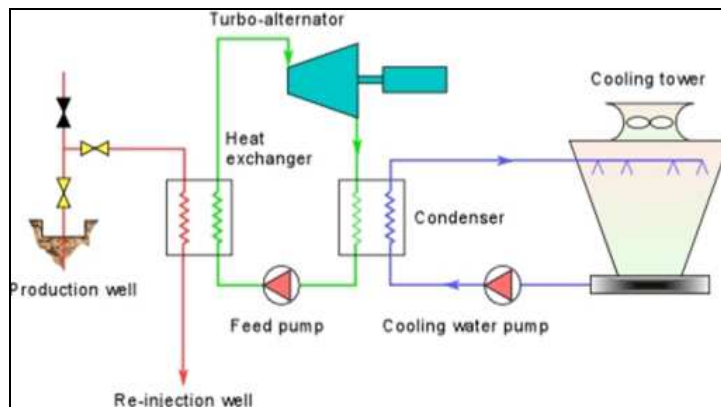 Turbo-alternator
Cooling tower
Heat
exchanger
Condenser
Production well
Feed pump
Cooling water pump
Re-injection well